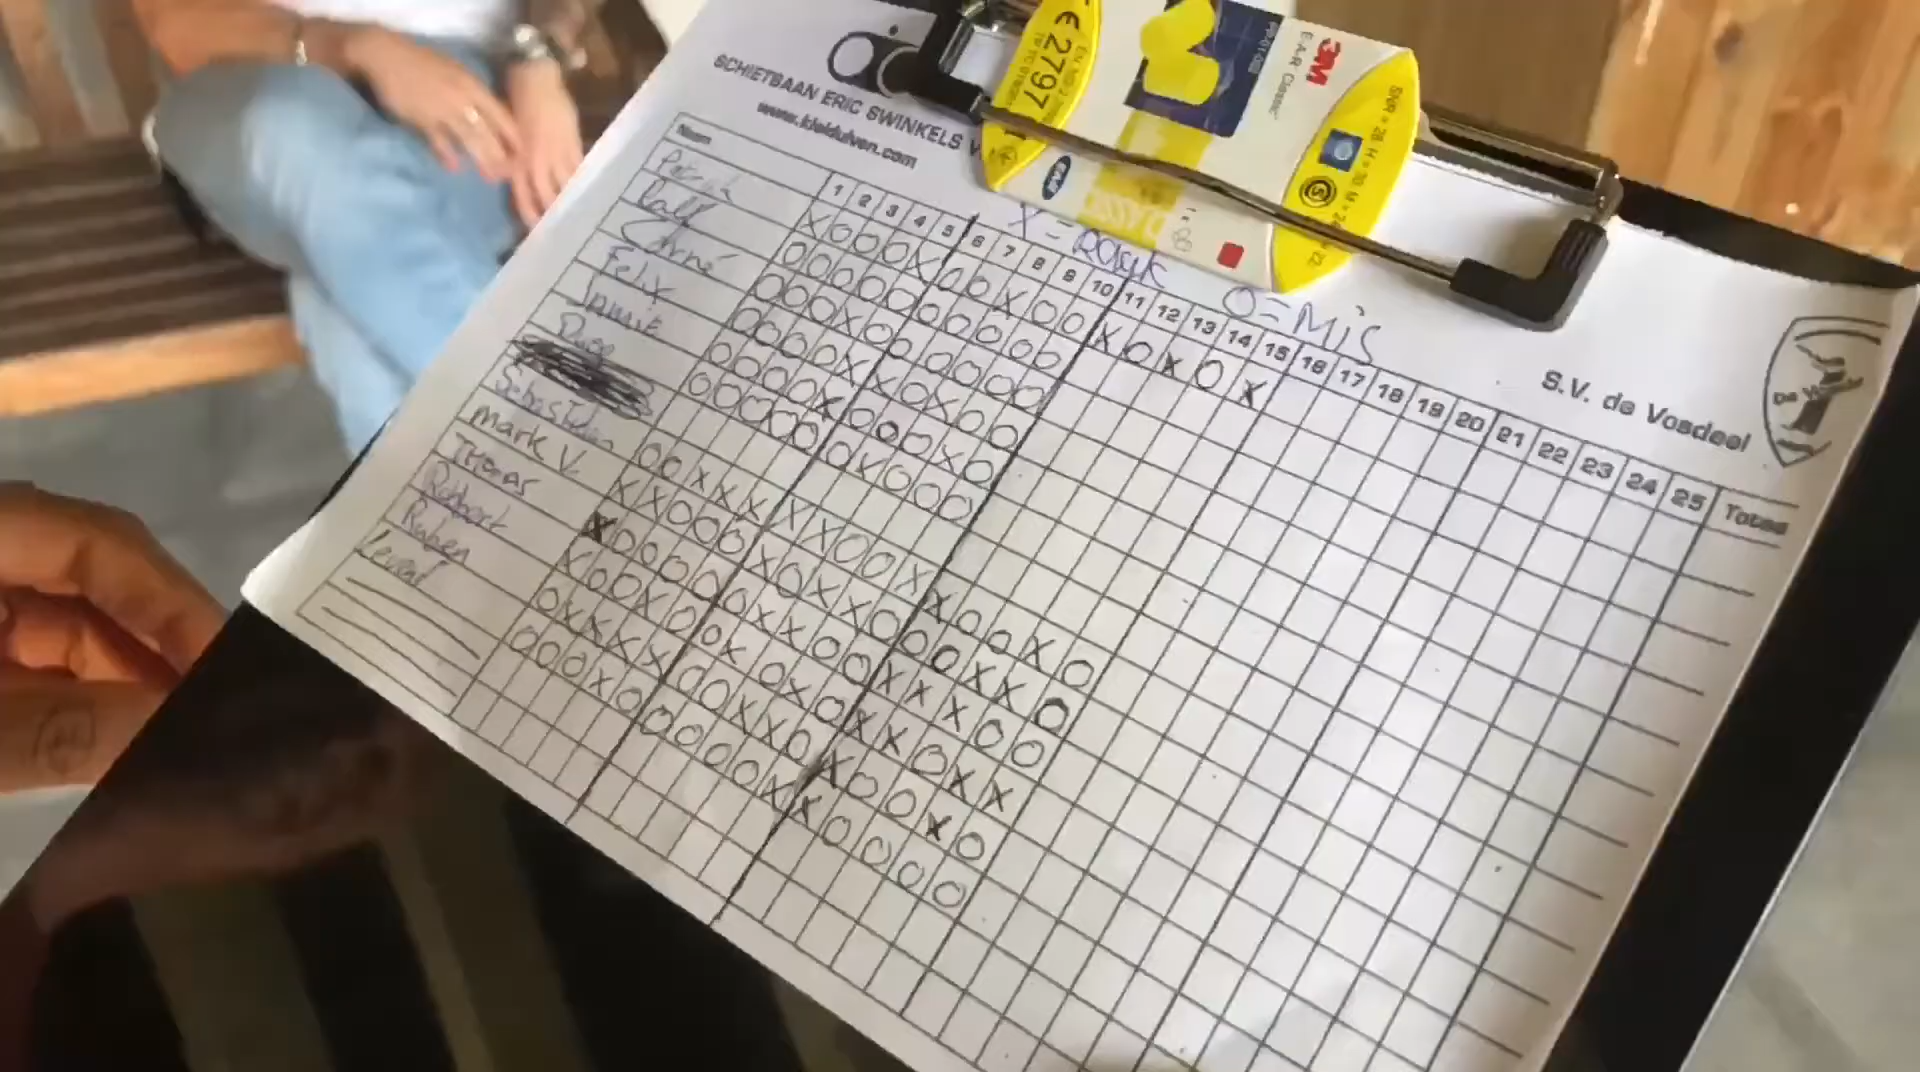 SCHIETBAAN ERIC SWINKELS V
www.kleiduiven.com
CE 2797
3M
E-A-R Classic
X = Raak
O = Mis
S.V. de Vosdeel
Naam 1 2 3 4 5 6 7 8 9 10 11 12 13 14 15 16 17 18 19 20 21 22 23 24 25 Totaal
Patrick X O O O X O O X O O X O X O X
Ralf O O O O O O O O O O
O O O X O O O O O O
Felix O O O O X X O X O O
Jamie O O O O X O O O X O
O O O O O O X O O O
Sebastiaan O O X X X X X O O X X O O X O
Mark V. X X O O O X O X X O O O X X O
Thomas X O O O O O X X O O X X X O O
Robbert X O O X O O X O X O X X O X X
Ruben O X X X X O O X X O X O O X O
Levent O O O X O O O O O X X O O O O